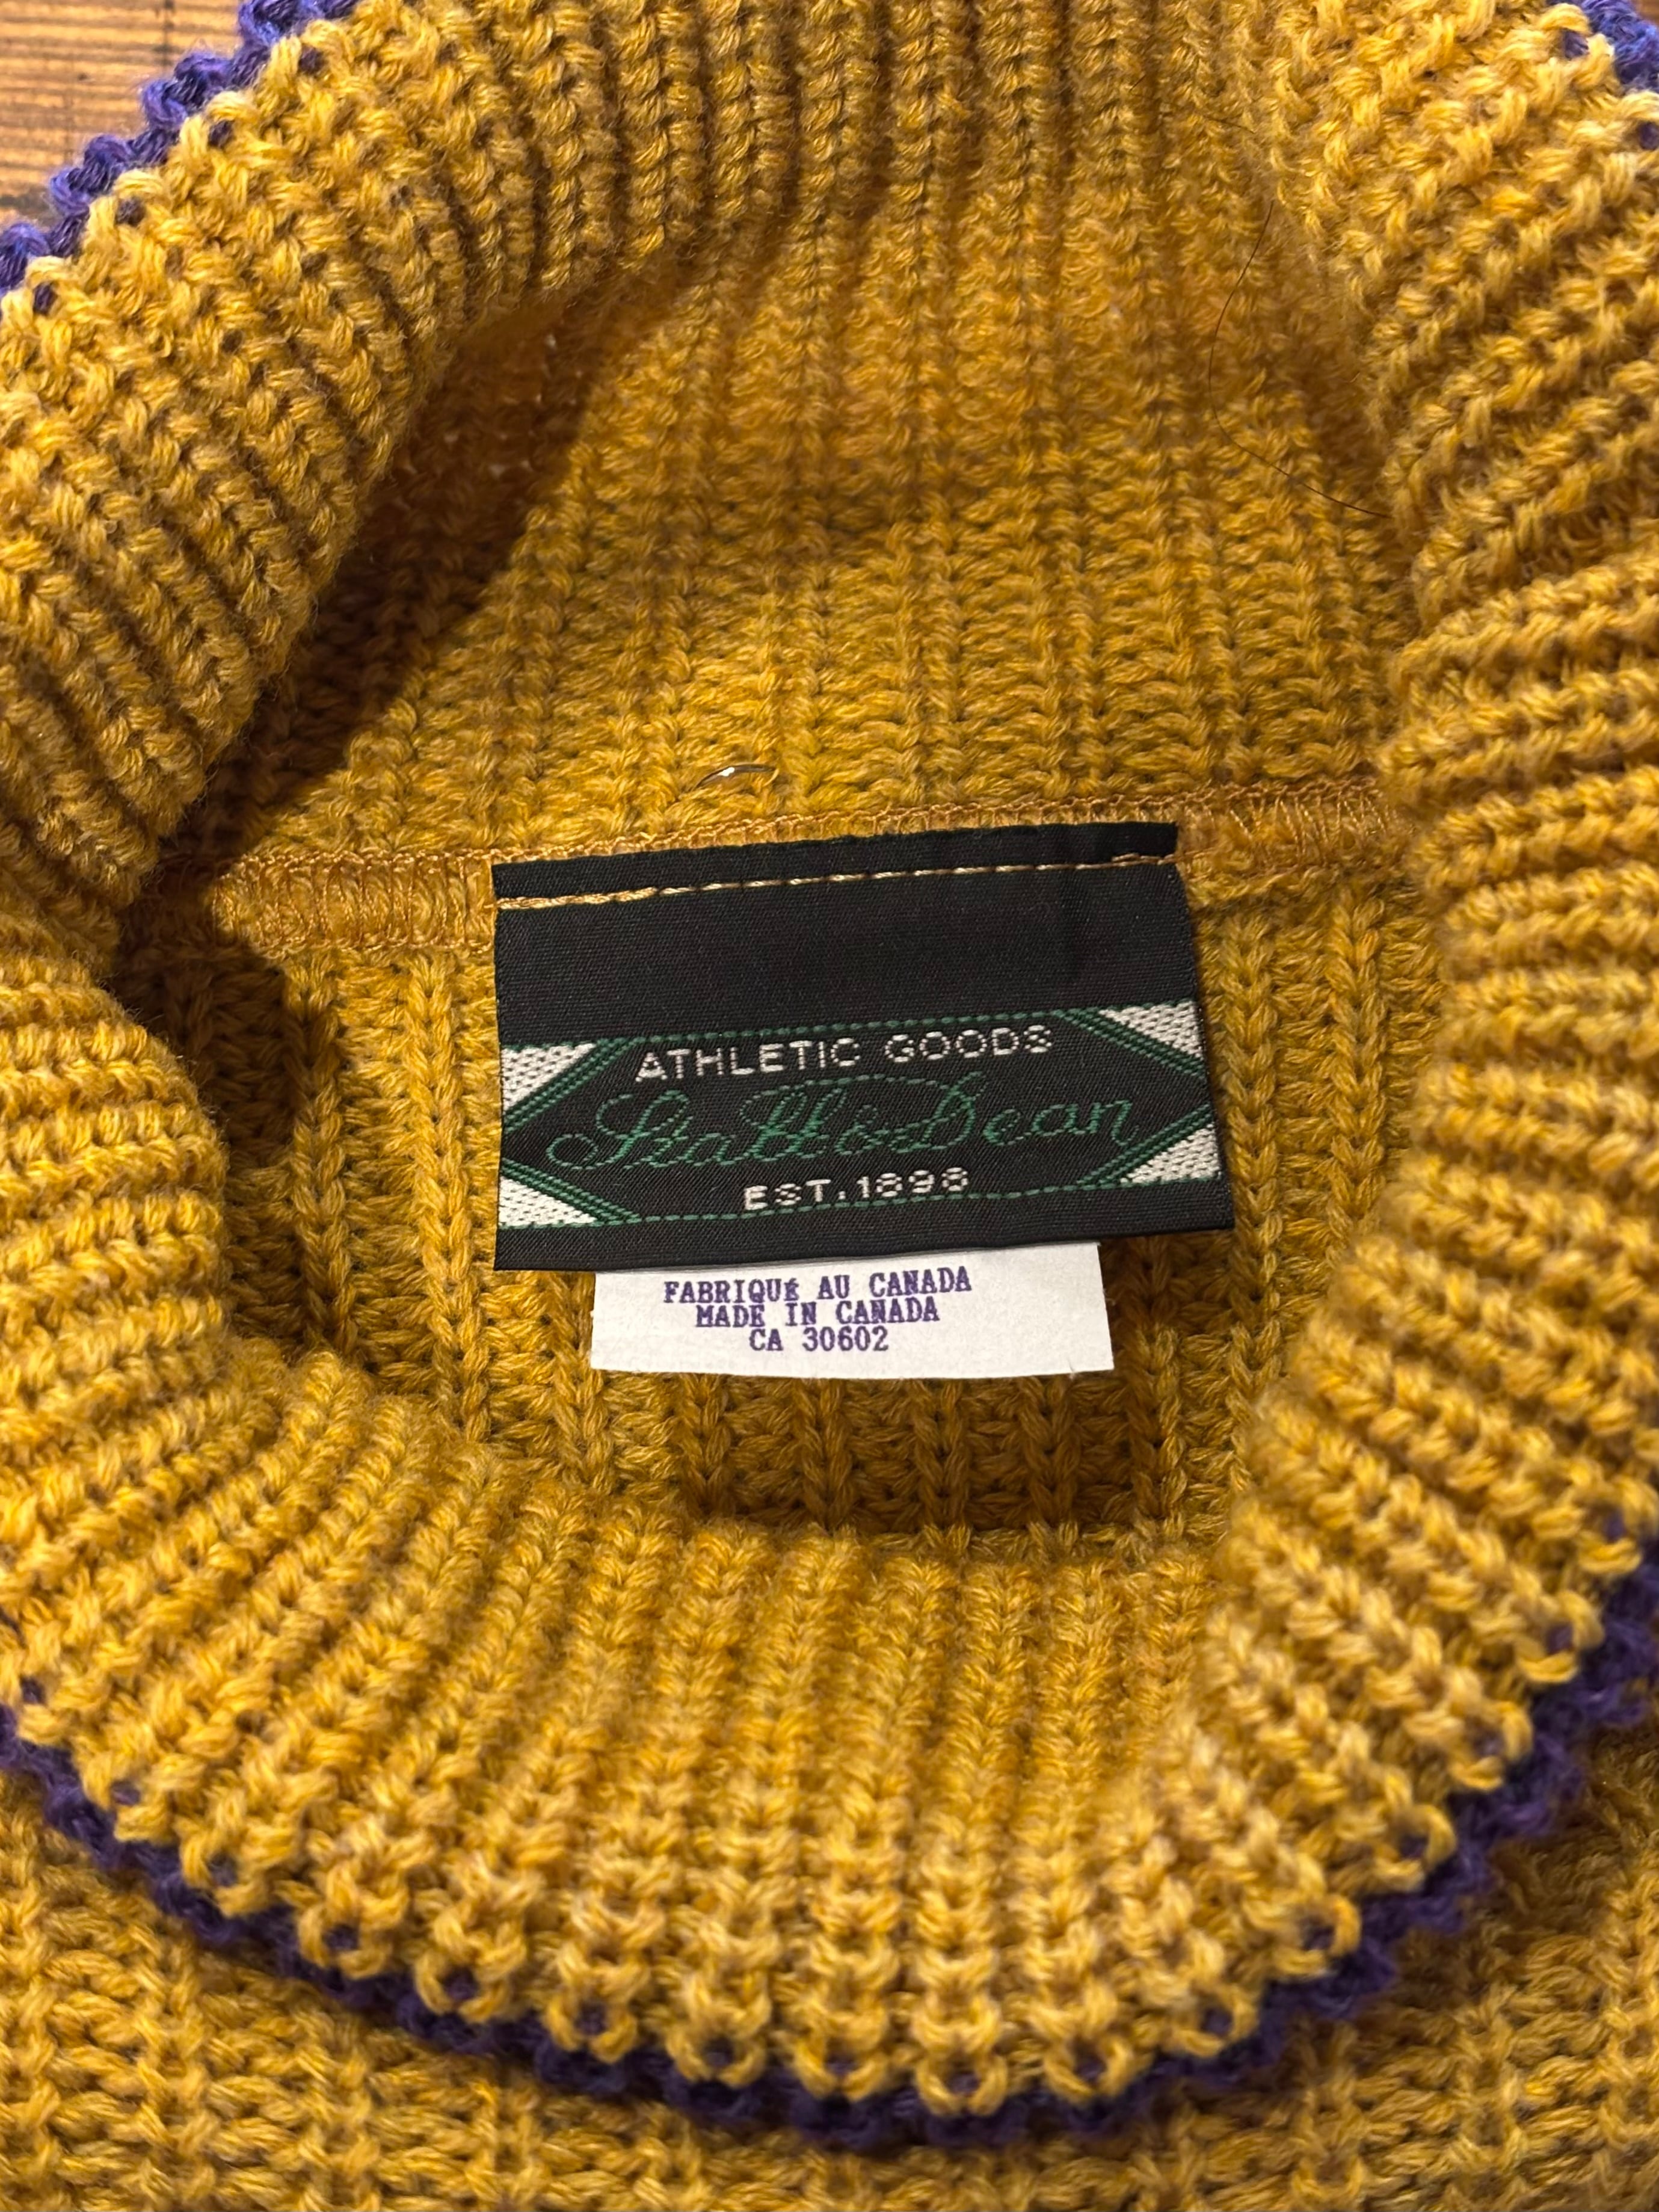 ATHLETIC GOODS
Stall & Dean
EST. 1898
FABRIQUé AU CANADA
MADE IN CANADA
CA 30602